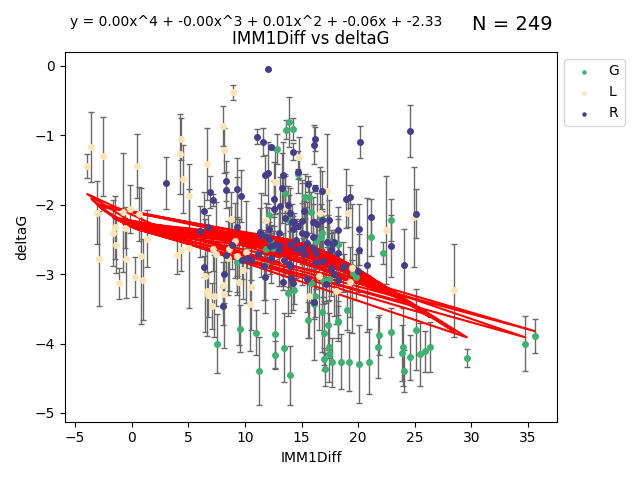 y = 0.00x^4 + -0.00x^3 + 0.01x^2 + -0.06x + -2.33
N = 249
IMM1Diff vs deltaG
G
L
R
deltaG
0
−1
−2
−3
−4
−5
−5 0 5 10 15 20 25 30 35
IMM1Diff